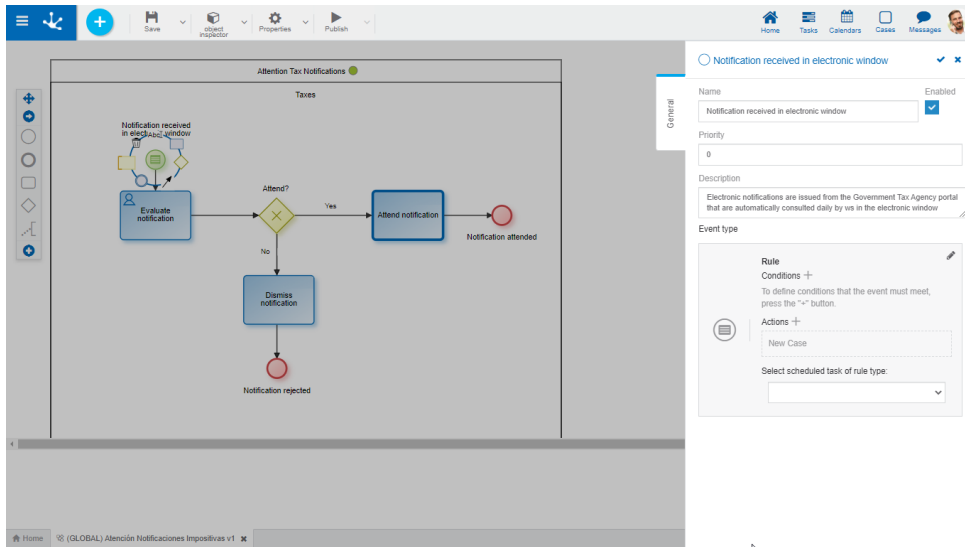 Save
object
inspector
Properties
Publish
Home
Tasks
Calendars
Cases
Messages
Attention Tax Notifications
Taxes
Notification received
in elect
Abc
window
Evaluate
notification
Attend?
Yes
No
Attend notification
Notification attended
Dismiss
notification
Notification rejected
General
Notification received in electronic window
Name
Enabled
Notification received in electronic window
Priority
0
Description
Electronic notifications are issued from the Government Tax Agency portal
that are automatically consulted daily by ws in the electronic window
Event type
Rule
Conditions +
To define conditions that the event must meet,
press the "+" button.
Actions +
New Case
Select scheduled task of rule type:
Home
(GLOBAL) Atención Notificaciones Impositivas v1